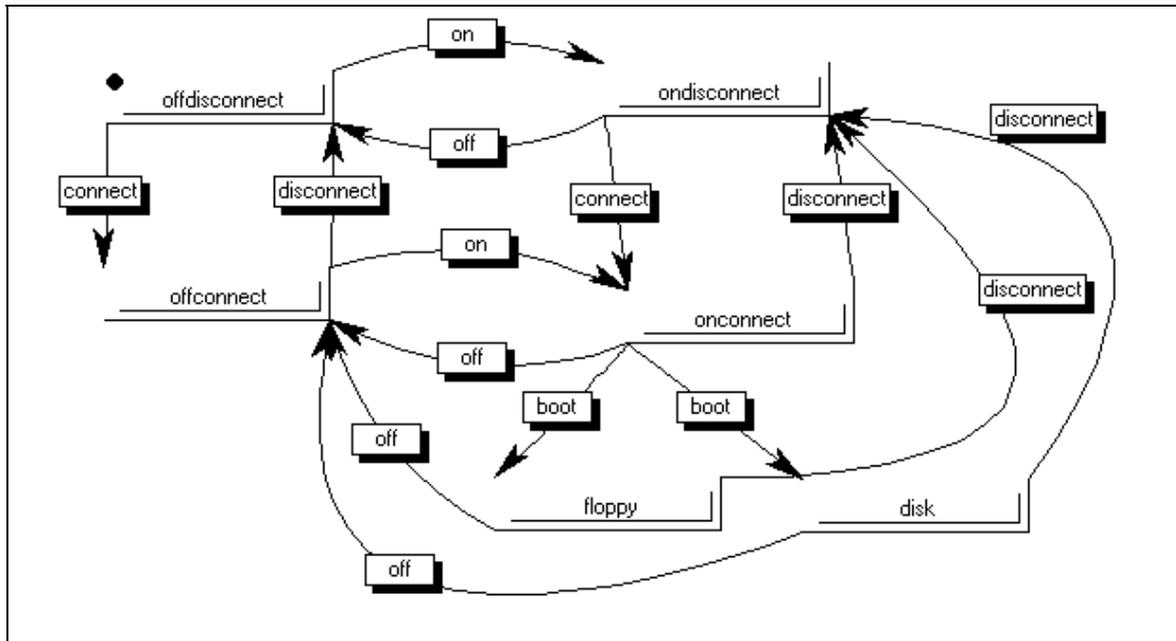 on
offdisconnect
ondisconnect
disconnect
off
connect
disconnect
connect
disconnect
on
offconnect
disconnect
onconnect
off
boot
boot
off
floppy
disk
off